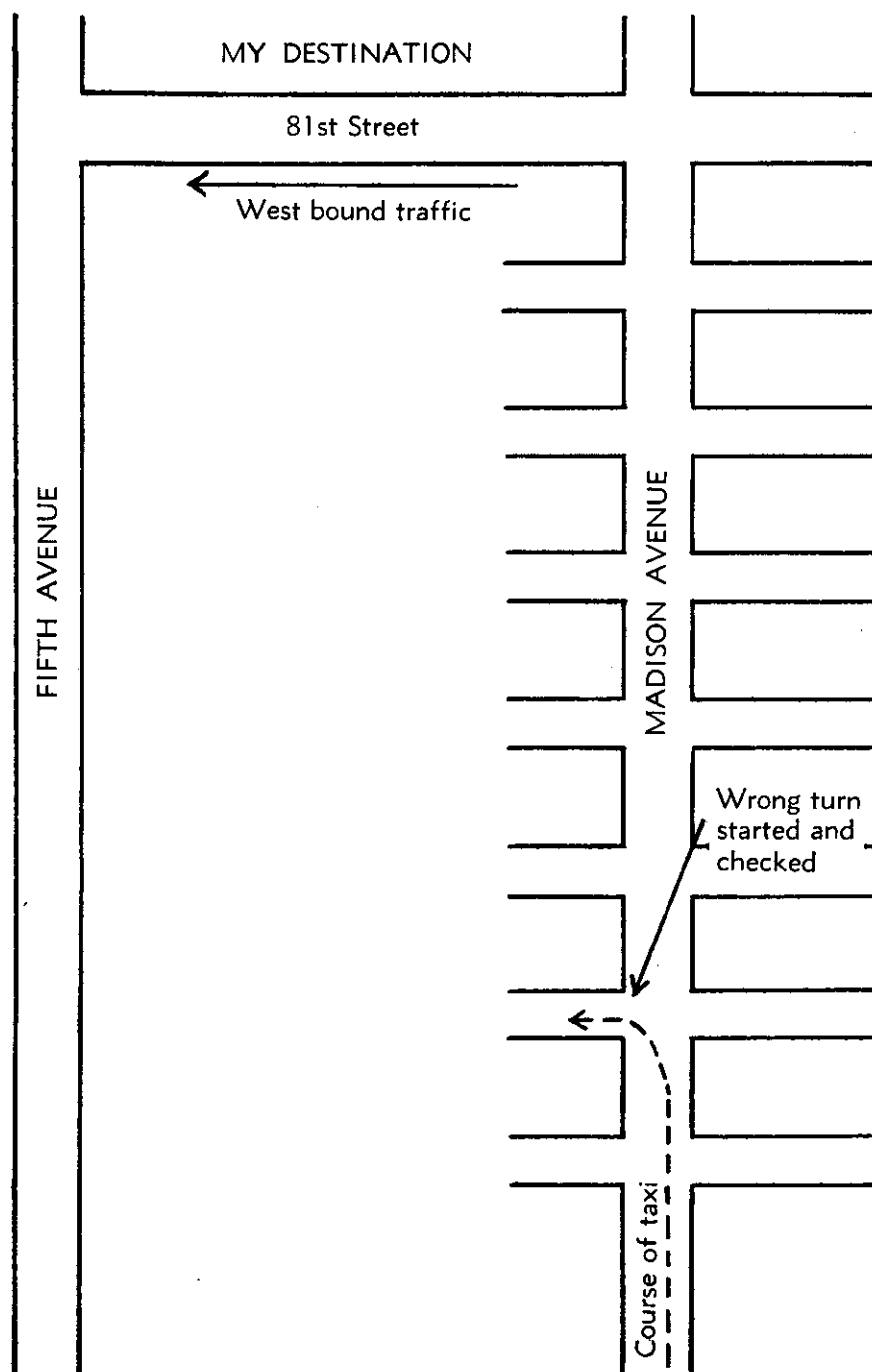 MY DESTINATION
81st Street
West bound traffic
FIFTH AVENUE
MADISON AVENUE
Wrong turn
started and
checked
Course of taxi